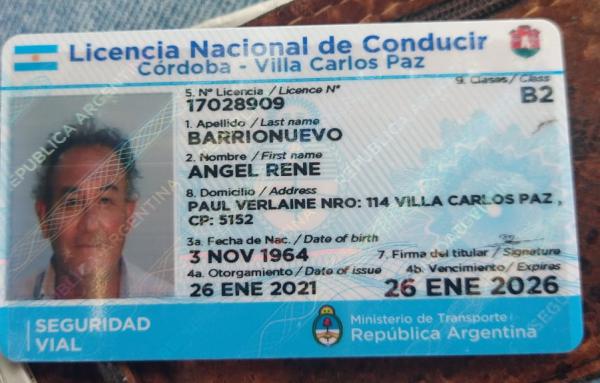 Licencia Nacional de Conducir
Córdoba - Villa Carlos Paz
9. Clases / Class
B2
5. Nº Licencia / Licence Nº
17028909
1. Apellido / Last name
BARRIONUEVO
2. Nombre / First name
ANGEL RENE
8. Domicilio / Address
PAUL VERLAINE NRO: 114 VILLA CARLOS PAZ ,
CP: 5152
3a. Fecha de Nac. / Date of birth
3 NOV 1964
7. Firma del titular / Signature
4a. Otorgamiento / Date of issue
26 ENE 2021
4b. Vencimiento / Expires
26 ENE 2026
SEGURIDAD
VIAL
Ministerio de Transporte
República Argentina
REPUBLICA ARGENTINA